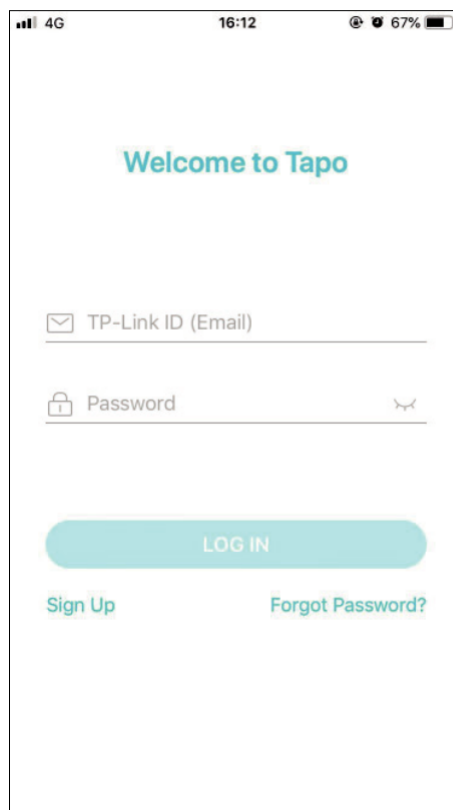 4G 16:12 67%
Welcome to Tapo
TP-Link ID (Email)
Password
LOG IN
Sign Up Forgot Password?